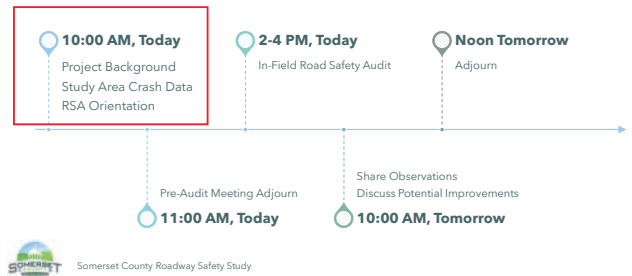 10:00 AM, Today
Project Background
Study Area Crash Data
RSA Orientation
2-4 PM, Today
In-Field Road Safety Audit
Noon Tomorrow
Adjourn
Pre-Audit Meeting Adjourn
11:00 AM, Today
Share Observations
Discuss Potential Improvements
10:00 AM, Tomorrow
SOMERSET
Somerset County Roadway Safety Study